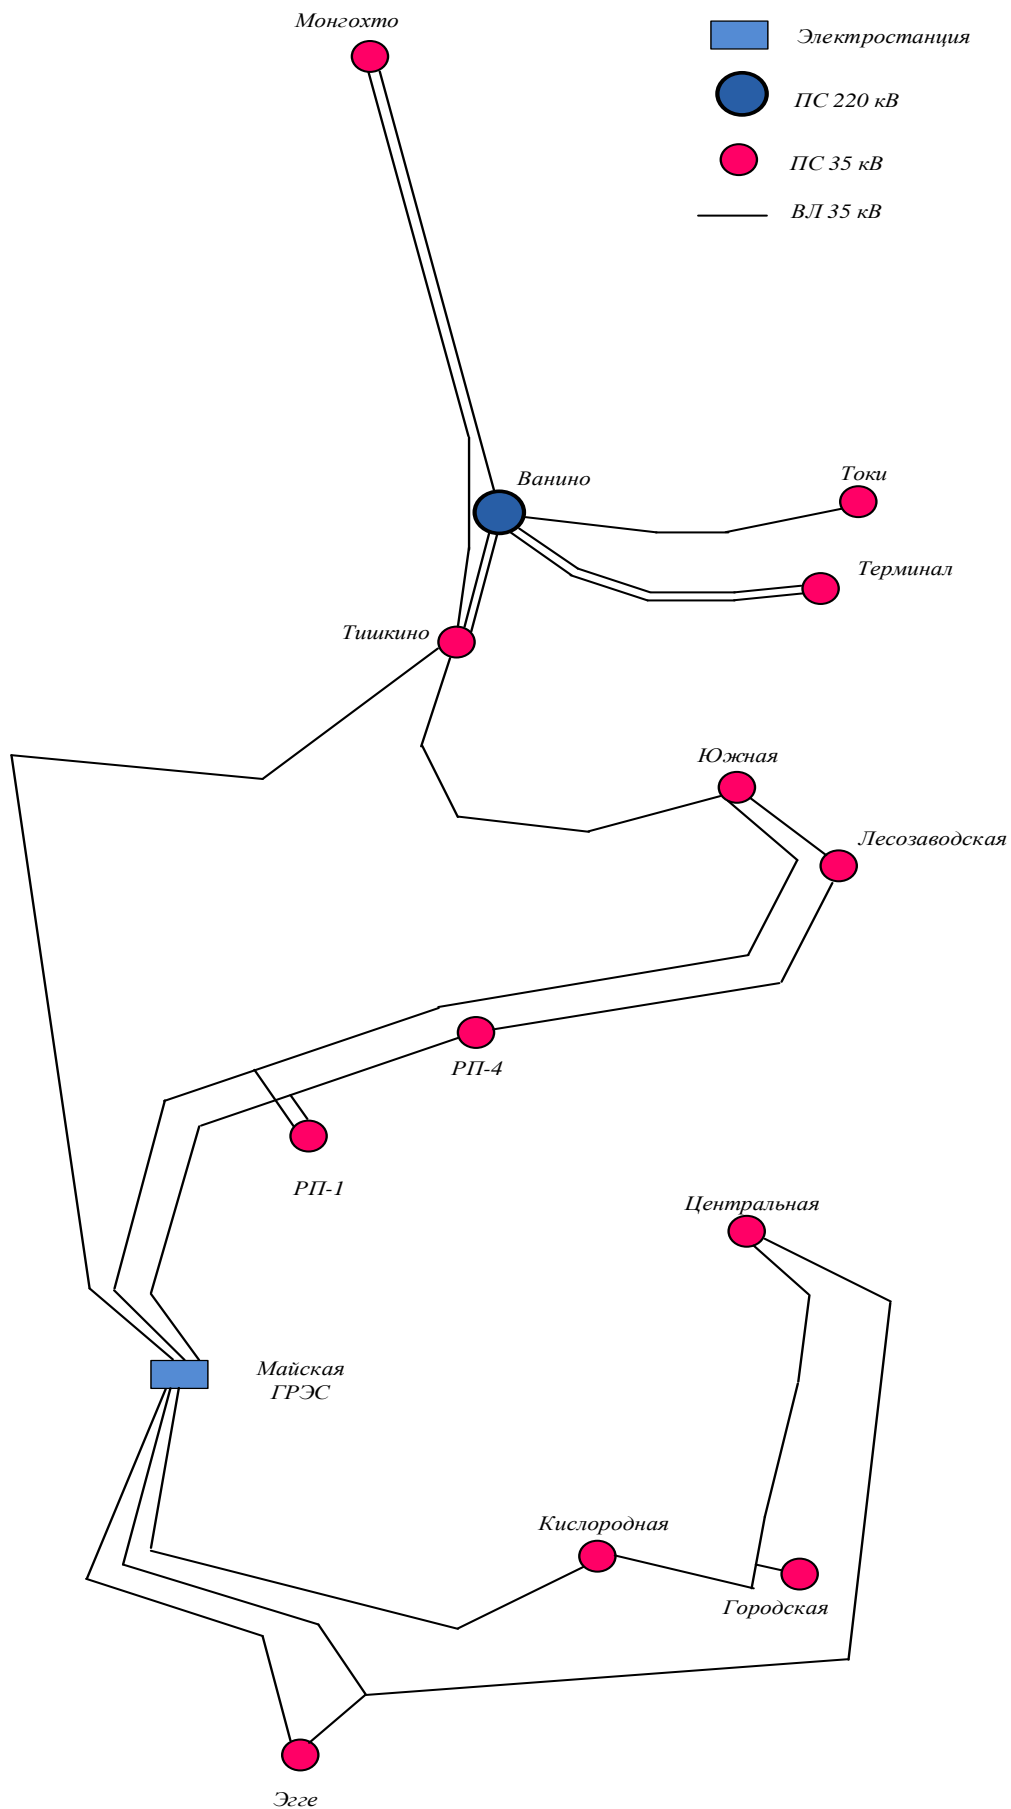 Монгохто
Электростанция
ПС 220 кВ
ПС 35 кВ
ВЛ 35 кВ
Ванино
Токи
Терминал
Тишкино
Южная
Лесозаводская
РП-4
РП-1
Центральная
Майская
ГРЭС
Кислородная
Городская
Эгге